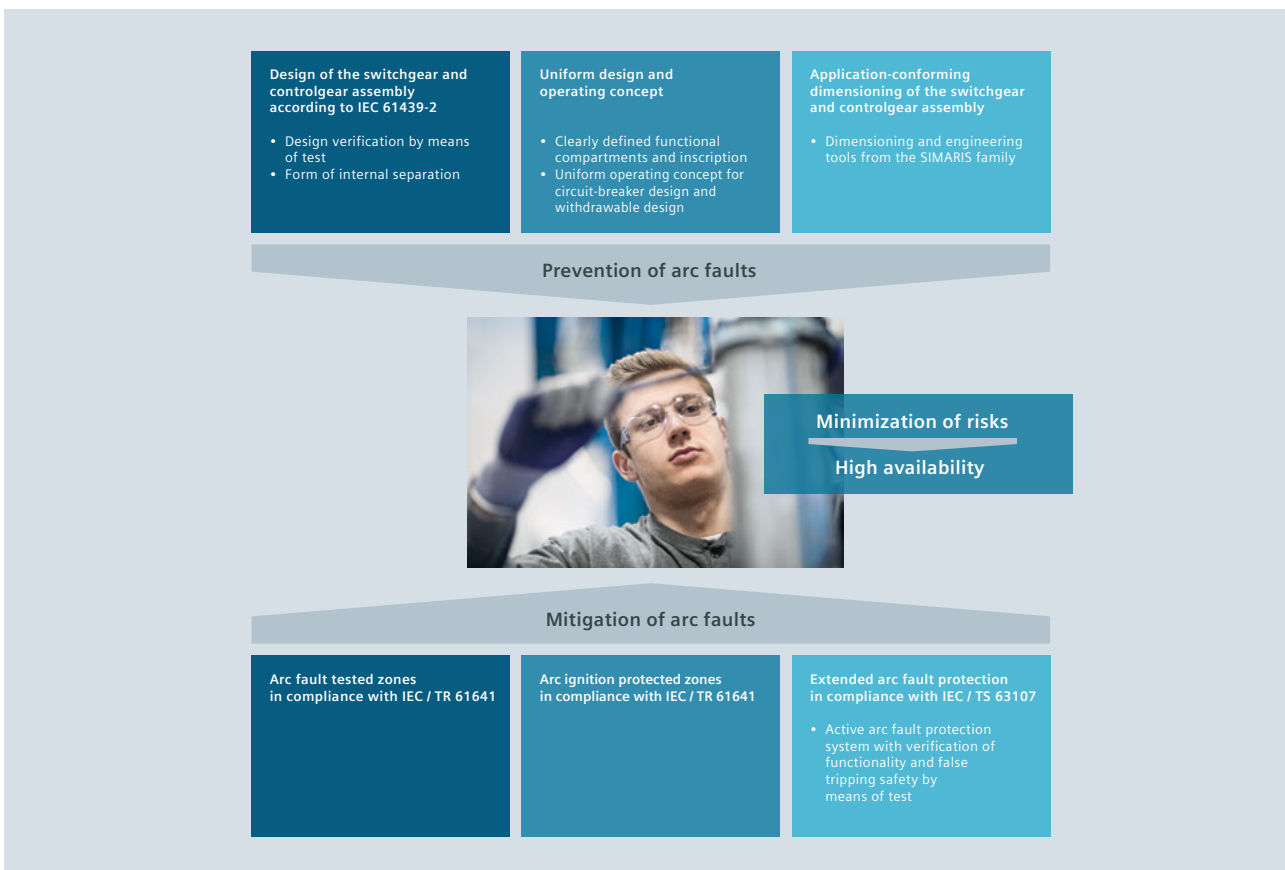 Design of the switchgear and
controlgear assembly
according to IEC 61439-2
• Design verification by means
of test
• Form of internal separation
Uniform design and
operating concept
• Clearly defined functional
compartments and inscription
• Uniform operating concept for
circuit-breaker design and
withdrawable design
Application-conforming
dimensioning of the switchgear
and controlgear assembly
• Dimensioning and engineering
tools from the SIMARIS family
Prevention of arc faults
Minimization of risks
High availability
Mitigation of arc faults
Arc fault tested zones
in compliance with IEC / TR 61641
Arc ignition protected zones
in compliance with IEC / TR 61641
Extended arc fault protection
in compliance with IEC / TS 63107
• Active arc fault protection
system with verification of
functionality and false
tripping safety by
means of test